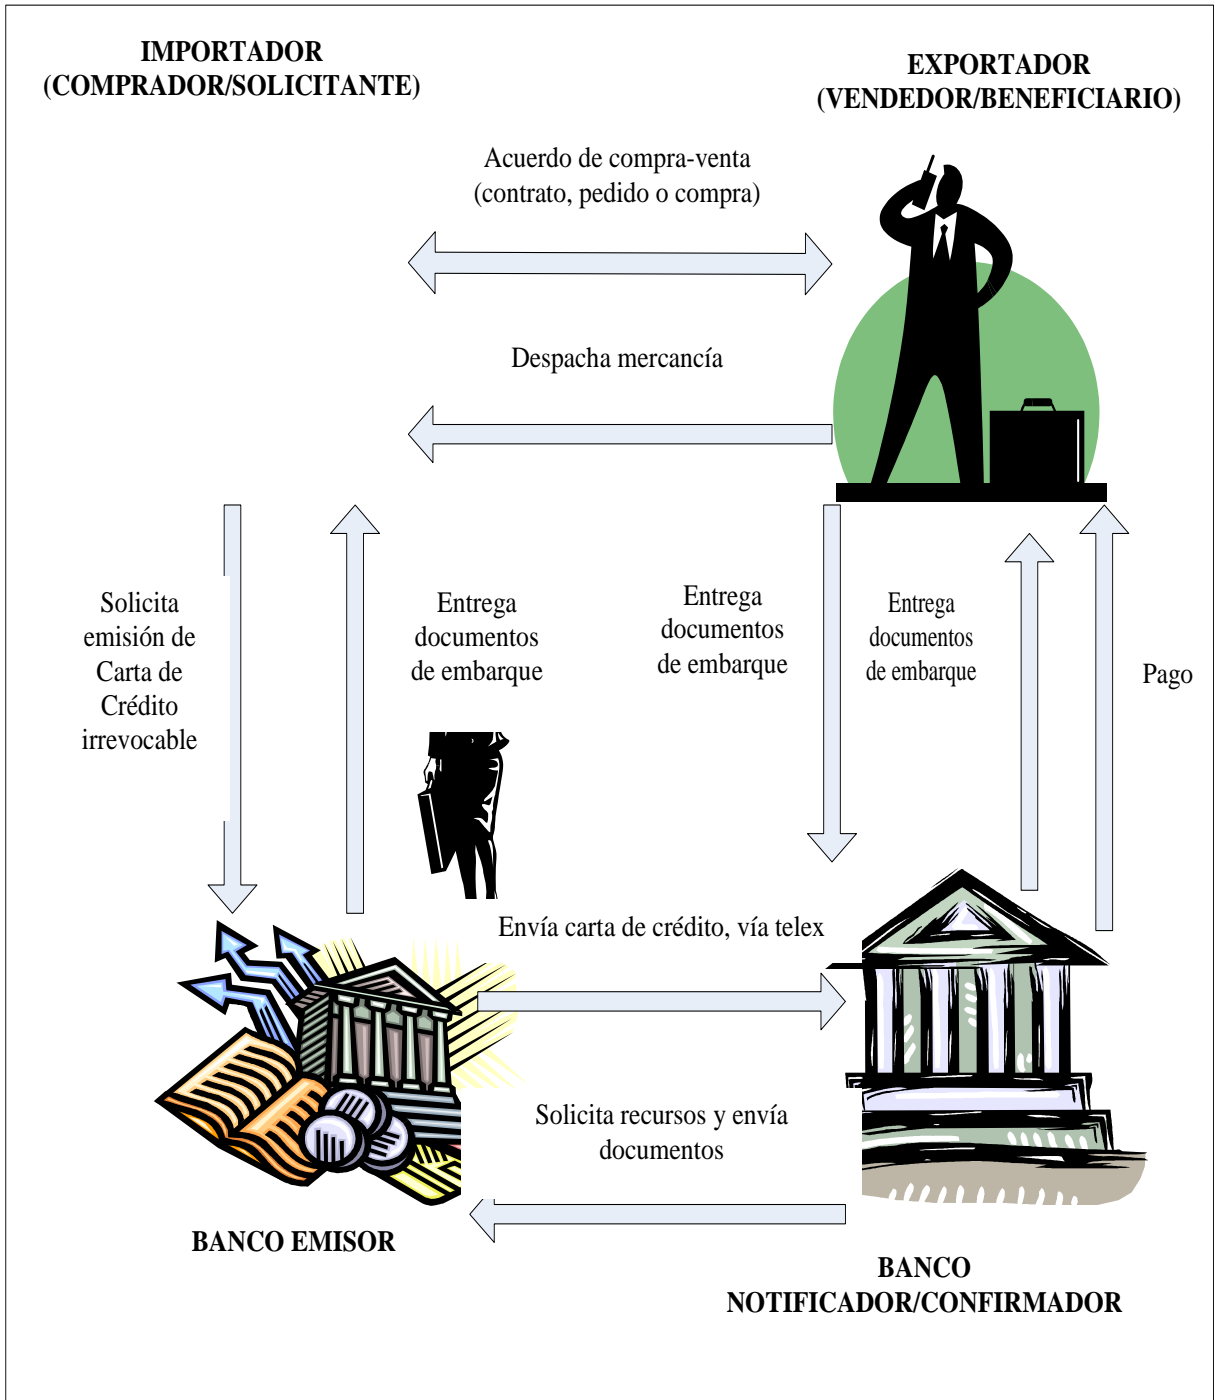 IMPORTADOR
(COMPRADOR/SOLICITANTE)
EXPORTADOR
(VENDEDOR/BENEFICIARIO)
Acuerdo de compra-venta
(contrato, pedido o compra)
Despacha mercancía
Solicita
emisión de
Carta de
Crédito
irrevocable
Entrega
documentos
de embarque
Entrega
documentos
de embarque
Entrega
documentos
de embarque
Pago
Envía carta de crédito, vía telex
Solicita recursos y envía
documentos
BANCO EMISOR
BANCO
NOTIFICADOR/CONFIRMADOR